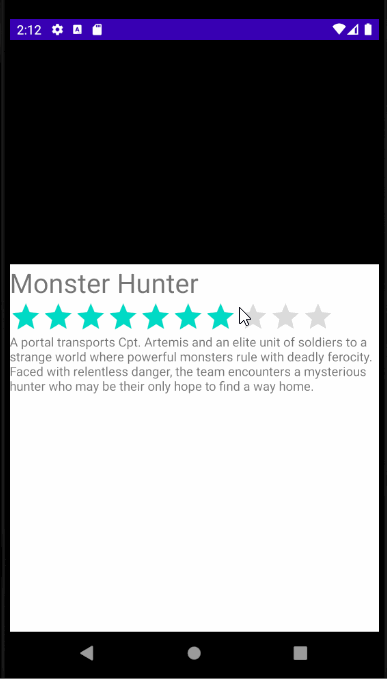 2:12
A
Monster Hunter
A portal transports Cpt. Artemis and an elite unit of soldiers to a
strange world where powerful monsters rule with deadly ferocity.
Faced with relentless danger, the team encounters a mysterious
hunter who may be their only hope to find a way home.